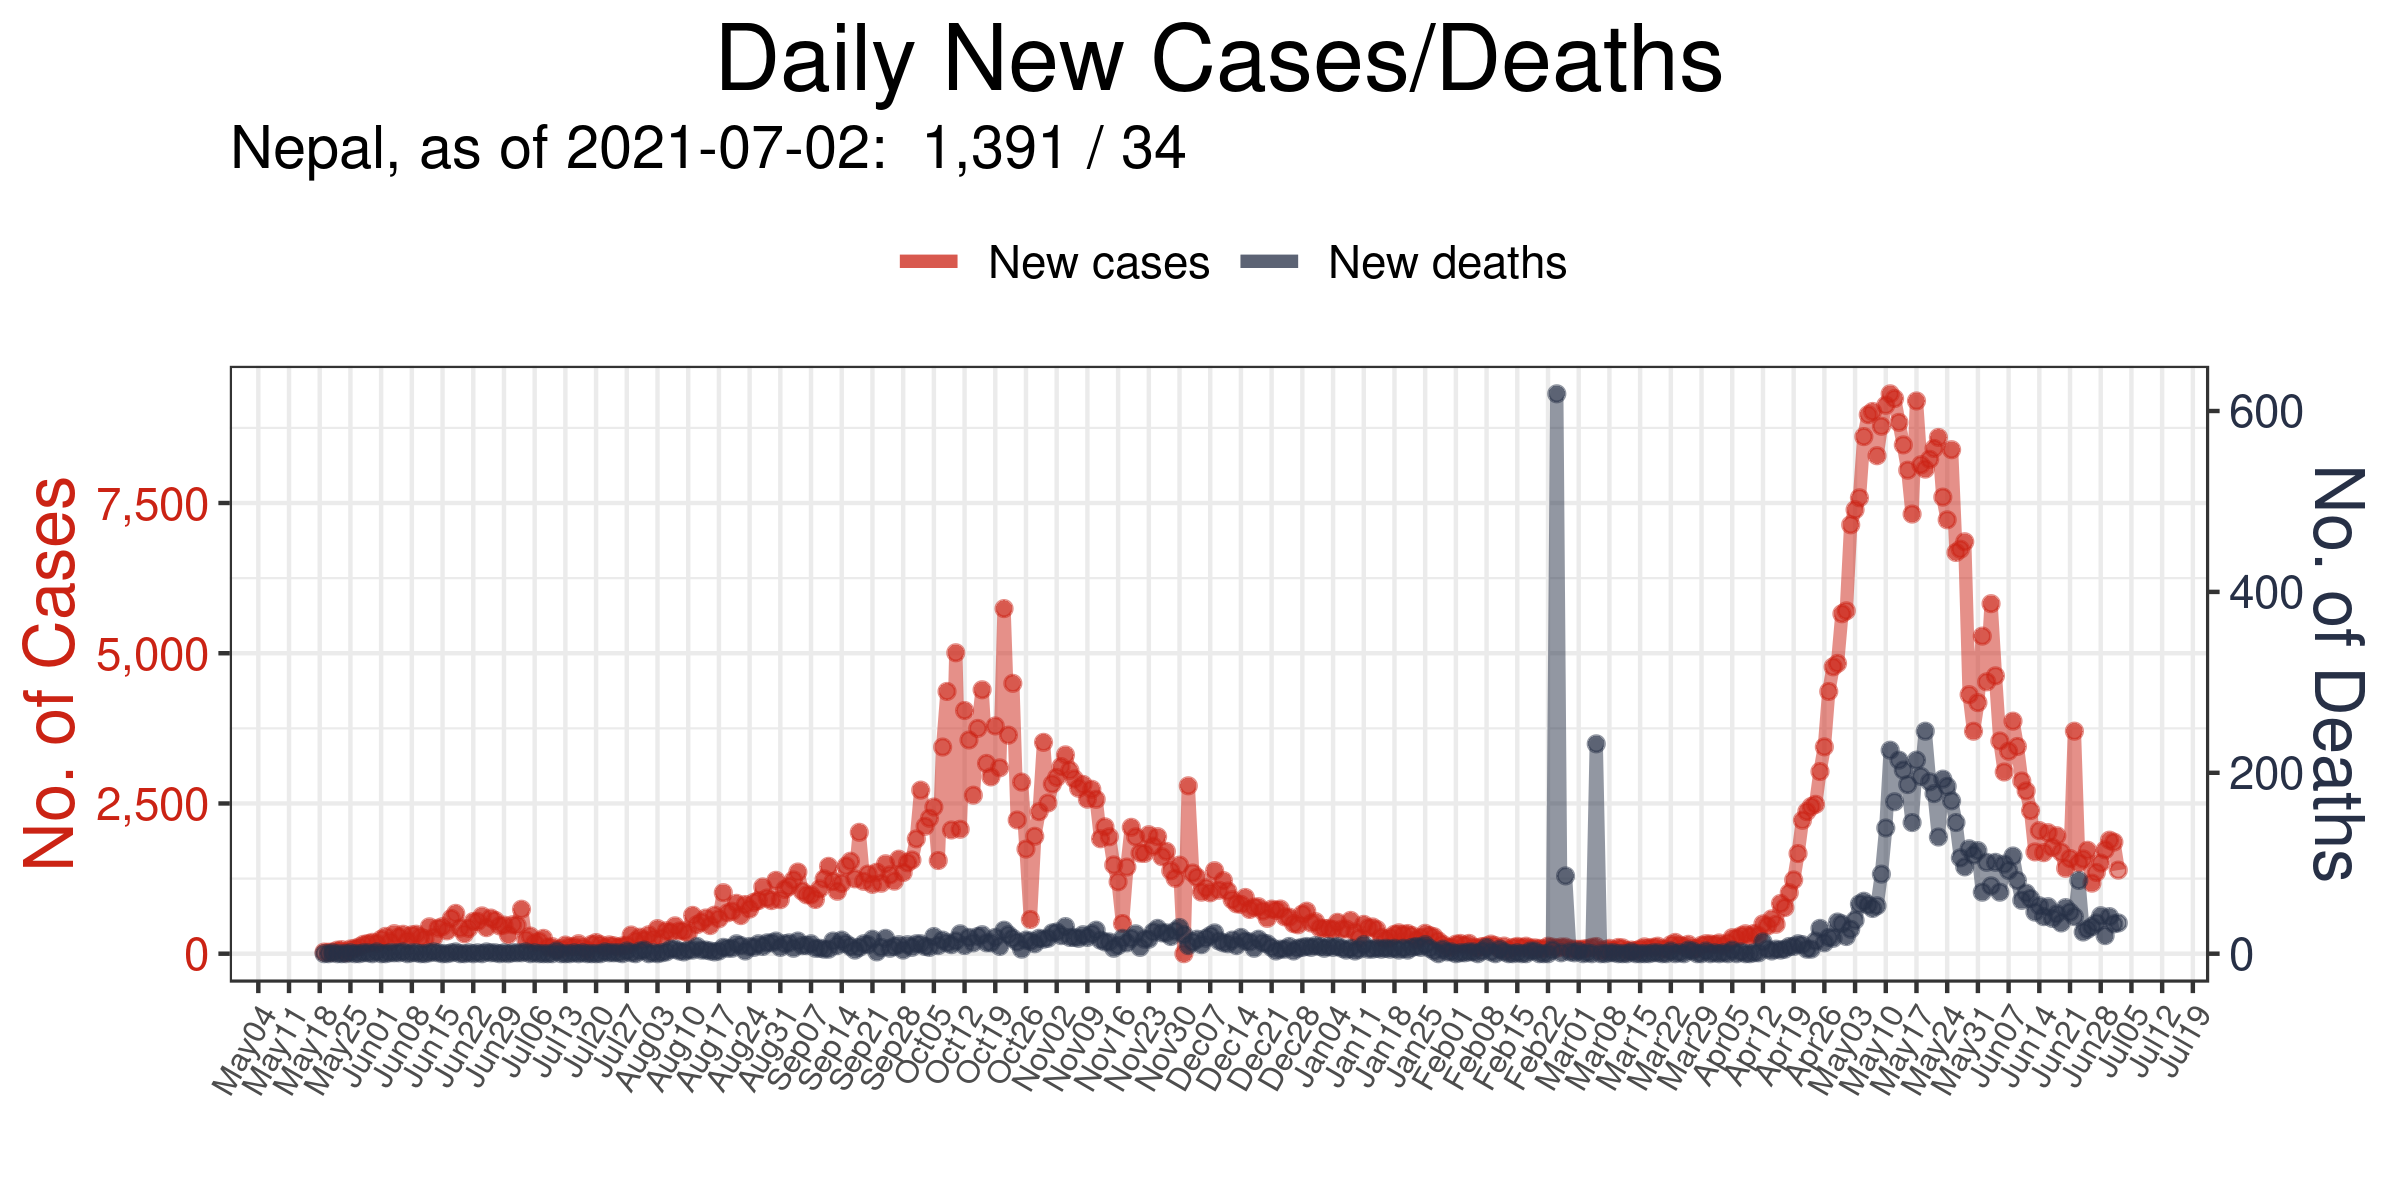 Daily New Cases/Deaths
Nepal, as of 2021-07-02: 1,391 / 34
New cases
New deaths
No. of Cases
7,500
5,000
2,500
0
600
400
200
0
No. of Deaths
May04
May11
May18
May25
Jun01
Jun08
Jun15
Jun22
Jun29
Jul06
Jul13
Jul20
Jul27
Aug03
Aug10
Aug17
Aug24
Aug31
Sep07
Sep14
Sep21
Sep28
Oct05
Oct12
Oct19
Oct26
Nov02
Nov09
Nov16
Nov23
Nov30
Dec07
Dec14
Dec21
Dec28
Jan04
Jan11
Jan18
Jan25
Feb01
Feb08
Feb15
Feb22
Mar01
Mar08
Mar15
Mar22
Mar29
Apr05
Apr12
Apr19
Apr26
May03
May10
May17
May24
May31
Jun07
Jun14
Jun21
Jun28
Jul05
Jul12
Jul19